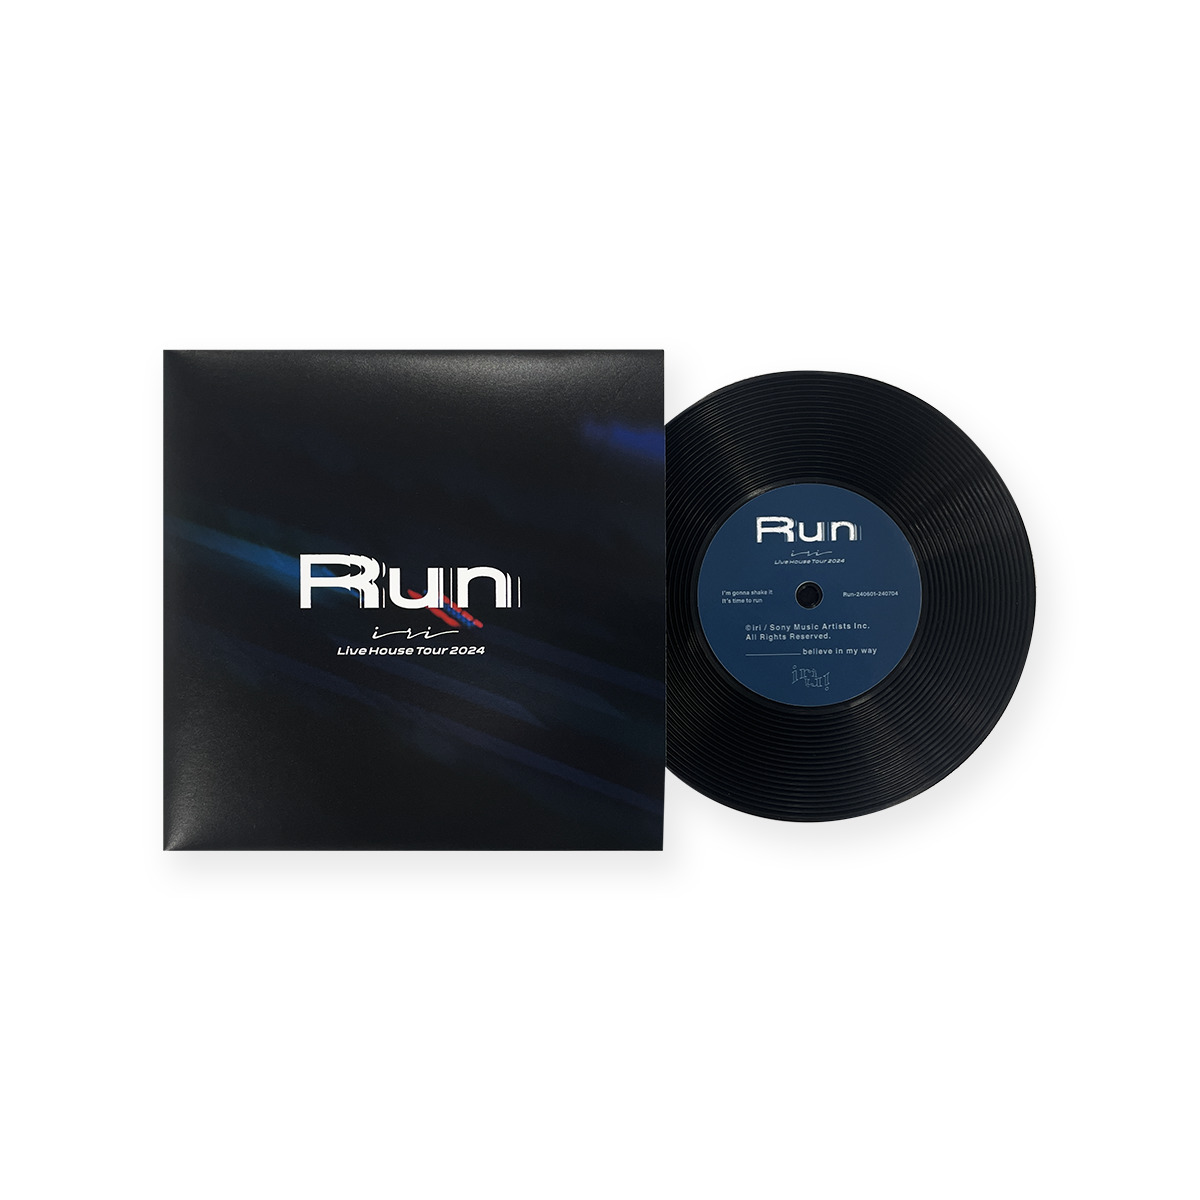 Run
iri
Live House Tour 2024
Run
iri
Live House Tour 2024
I'm gonna shake it
It's time to run
Run-240601-240704
©iri / Sony Music Artists Inc.
All Rights Reserved.
__________ believe in my way